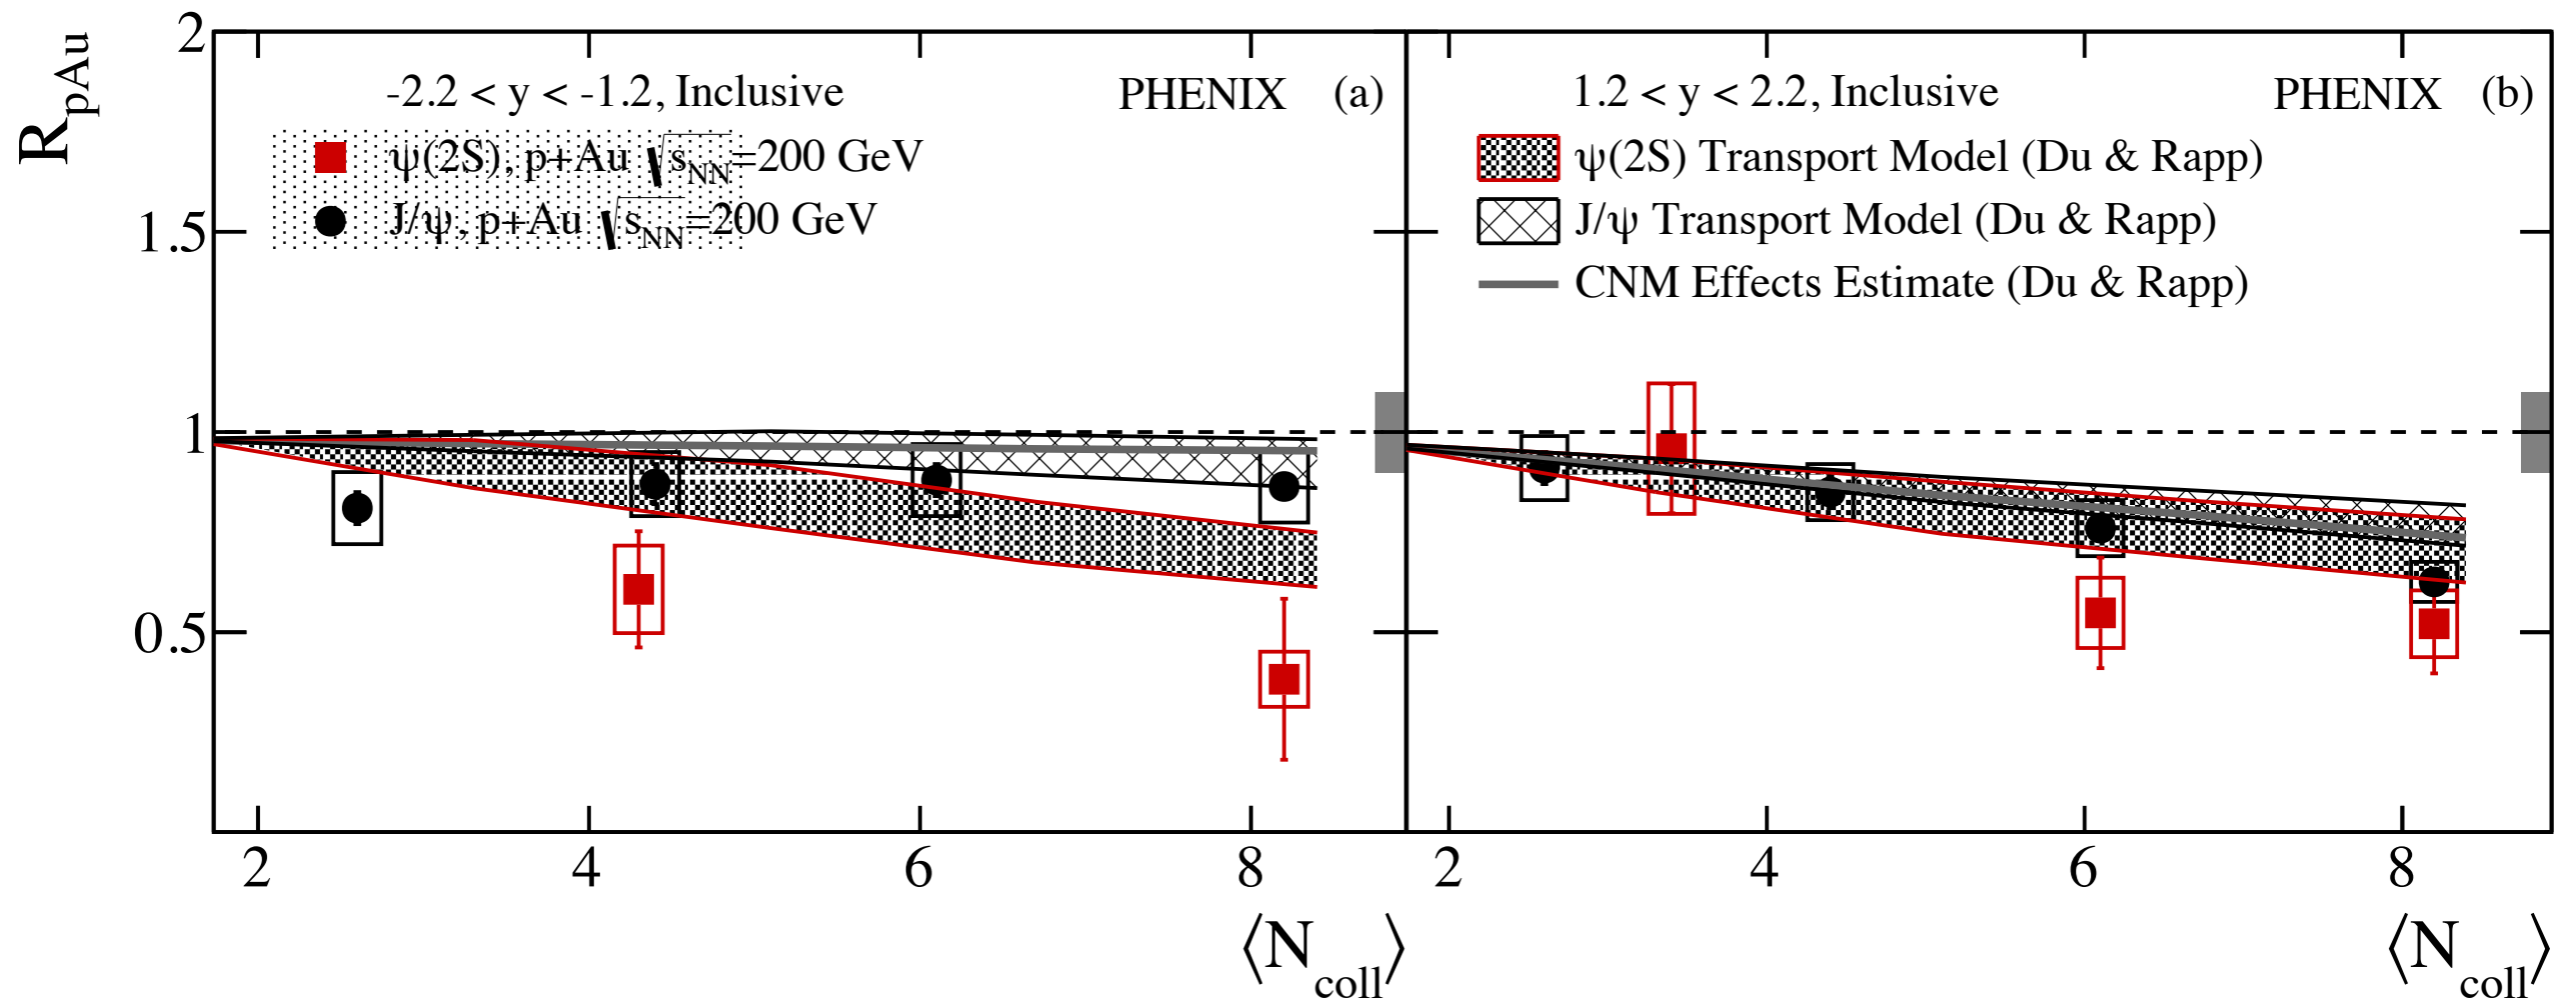 R_pAu
2
1.5
1
0.5
-2.2 < y < -1.2, Inclusive
PHENIX (a)
ψ(2S), p+Au √s_NN=200 GeV
J/ψ, p+Au √s_NN=200 GeV
2 4 6 8
⟨N_coll⟩
1.2 < y < 2.2, Inclusive
PHENIX (b)
ψ(2S) Transport Model (Du & Rapp)
J/ψ Transport Model (Du & Rapp)
CNM Effects Estimate (Du & Rapp)
2 4 6 8
⟨N_coll⟩